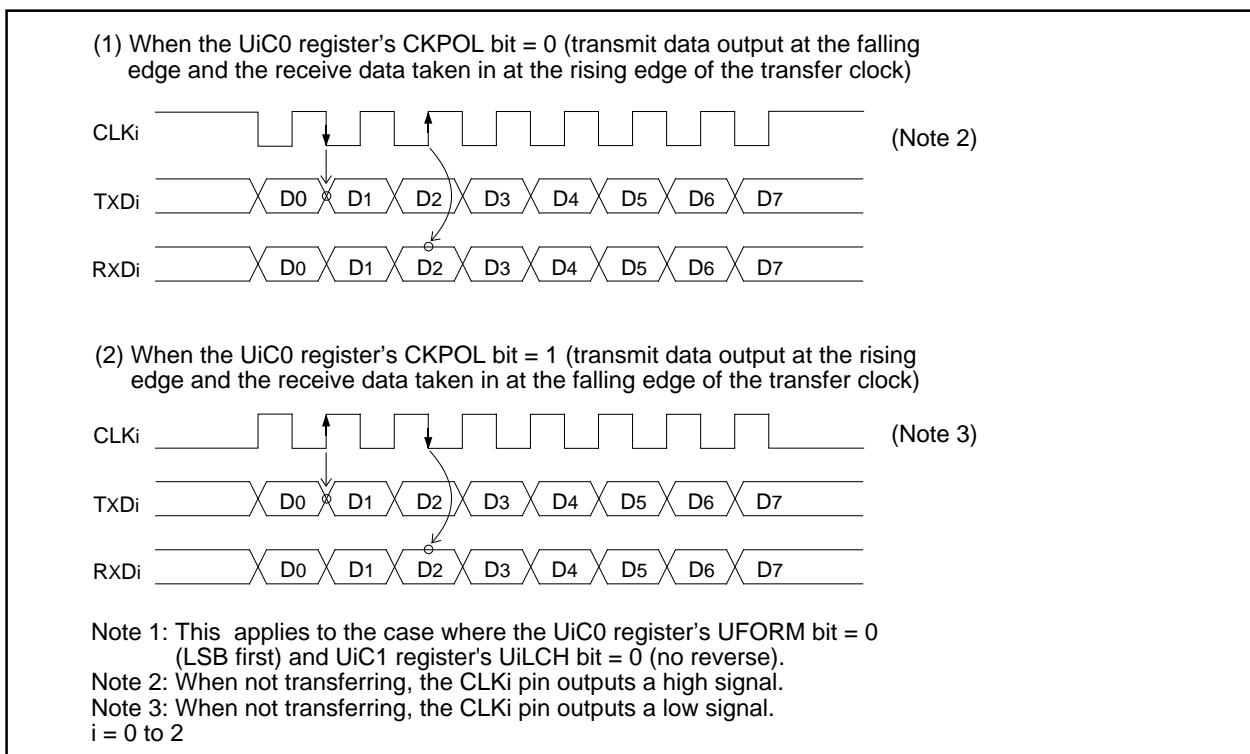 (1) When the UiC0 register's CKPOL bit = 0 (transmit data output at the falling
edge and the receive data taken in at the rising edge of the transfer clock)
CLKi
(Note 2)
TXDi
D0 D1 D2 D3 D4 D5 D6 D7
RXDi
D0 D1 D2 D3 D4 D5 D6 D7
(2) When the UiC0 register's CKPOL bit = 1 (transmit data output at the rising
edge and the receive data taken in at the falling edge of the transfer clock)
CLKi
(Note 3)
TXDi
D0 D1 D2 D3 D4 D5 D6 D7
RXDi
D0 D1 D2 D3 D4 D5 D6 D7
Note 1: This applies to the case where the UiC0 register's UFORM bit = 0
(LSB first) and UiC1 register's UiLCH bit = 0 (no reverse).
Note 2: When not transferring, the CLKi pin outputs a high signal.
Note 3: When not transferring, the CLKi pin outputs a low signal.
i = 0 to 2